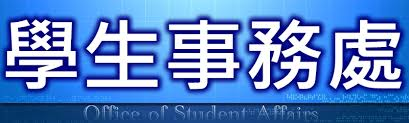 學生事務處
Office of Student Affairs